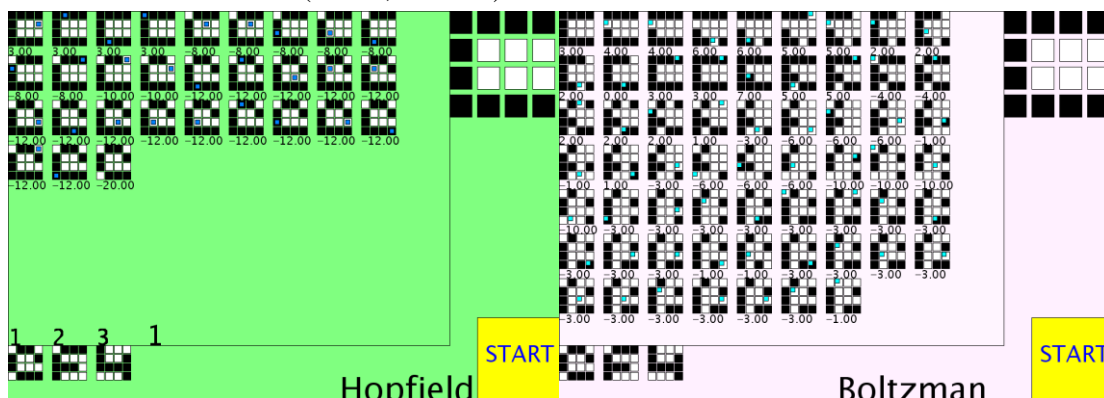 3.00 3.00 3.00 3.00 −8.00 −8.00 −8.00 −8.00 −8.00
−8.00 −8.00 −10.00 −10.00 −12.00 −12.00 −12.00 −12.00 −12.00
−12.00 −12.00 −12.00 −12.00 −12.00 −12.00 −12.00 −12.00 −12.00
−12.00 −12.00 −20.00
1 2 3 1
START
Hopfield
3.00 4.00 4.00 6.00 6.00 5.00 5.00 2.00 2.00
2.00 0.00 3.00 3.00 7.00 5.00 5.00 −4.00 −4.00
2.00 2.00 2.00 1.00 −1.00
−1.00 1.00 −3.00 −6.00 −6.00 −10.00 −10.00 −10.00
−10.00 −3.00 −3.00 −3.00 −3.00 −3.00 −3.00 −3.00 −3.00
−3.00 −3.00 −3.00 −1.00 −1.00 −3.00 −3.00 −3.00 −3.00
−3.00 −3.00 −3.00 −3.00 −3.00 −3.00 −1.00
START
Boltzman